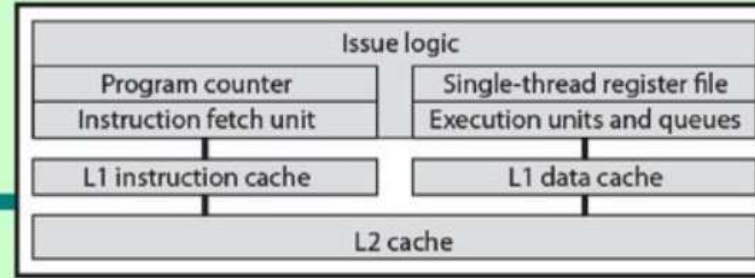 Issue logic
Program counter
Single-thread register file
Instruction fetch unit
Execution units and queues
L1 instruction cache
L1 data cache
L2 cache